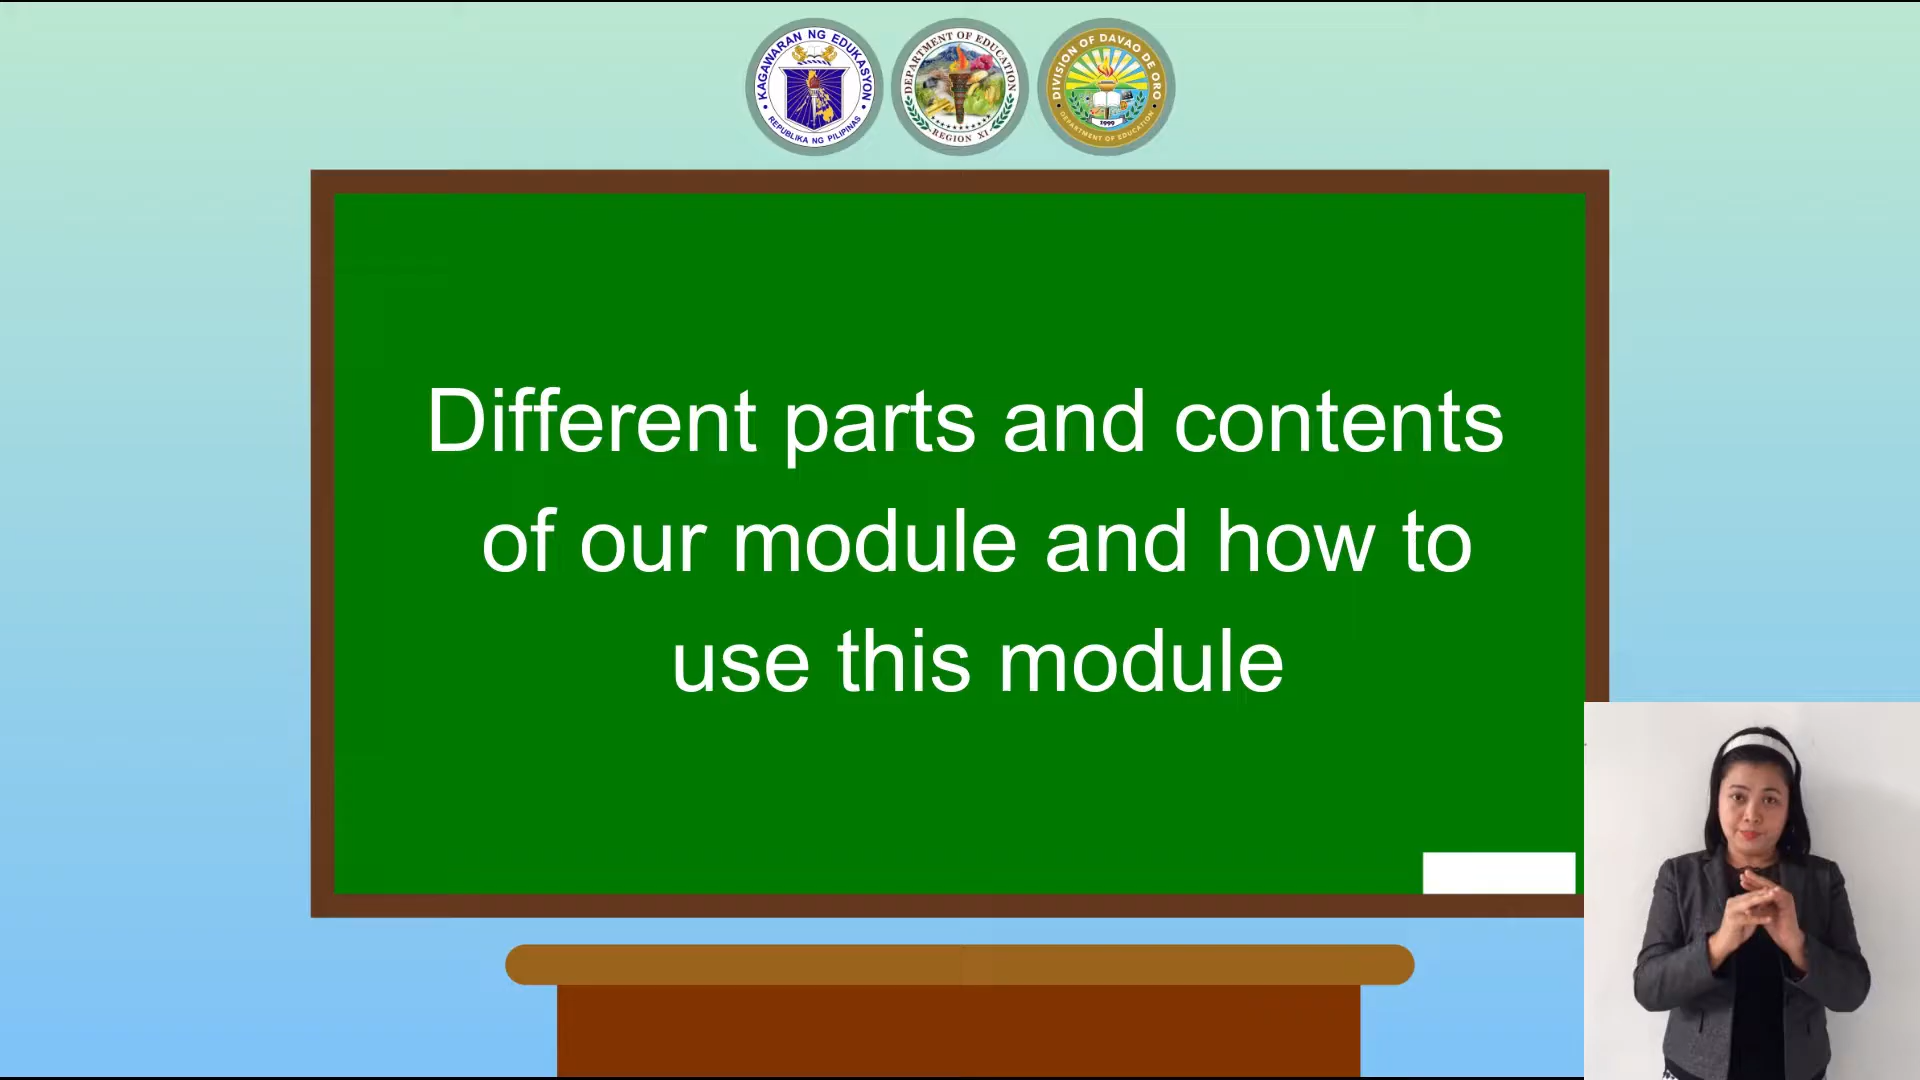 KAGAWARAN NG EDUKASYON
REPUBLIKA NG PILIPINAS
DEPARTMENT OF EDUCATION
REGION XI
DIVISION OF DAVAO DE ORO
1999
DEPARTMENT OF EDUCATION
Different parts and contents
of our module and how to
use this module